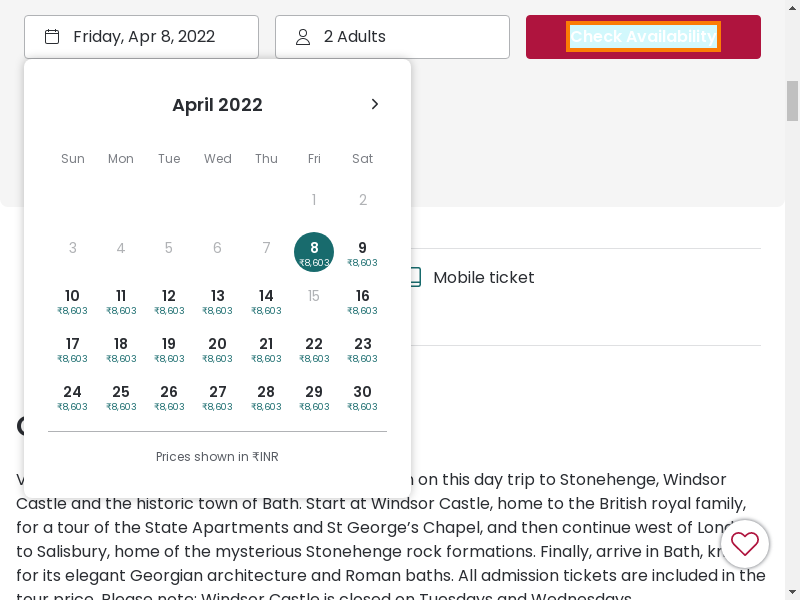 Friday, Apr 8, 2022
2 Adults
Check Availability
April 2022
Sun Mon Tue Wed Thu Fri Sat
1 2
3 4 5 6 7 8 9
₹8,603 ₹8,603
10 11 12 13 14 15 16
₹8,603 ₹8,603 ₹8,603 ₹8,603 ₹8,603 ₹8,603
17 18 19 20 21 22 23
₹8,603 ₹8,603 ₹8,603 ₹8,603 ₹8,603 ₹8,603 ₹8,603
24 25 26 27 28 29 30
₹8,603 ₹8,603 ₹8,603 ₹8,603 ₹8,603 ₹8,603 ₹8,603
Prices shown in ₹INR
Mobile ticket
on this day trip to Stonehenge, Windsor
Castle and the historic town of Bath. Start at Windsor Castle, home to the British royal family,
for a tour of the State Apartments and St George’s Chapel, and then continue west of
to Salisbury, home of the mysterious Stonehenge rock formations. Finally, arrive in Bath,
for its elegant Georgian architecture and Roman baths. All admission tickets are included in the
tour price. Please note: Windsor Castle is closed on Tuesdays and Wednesdays.